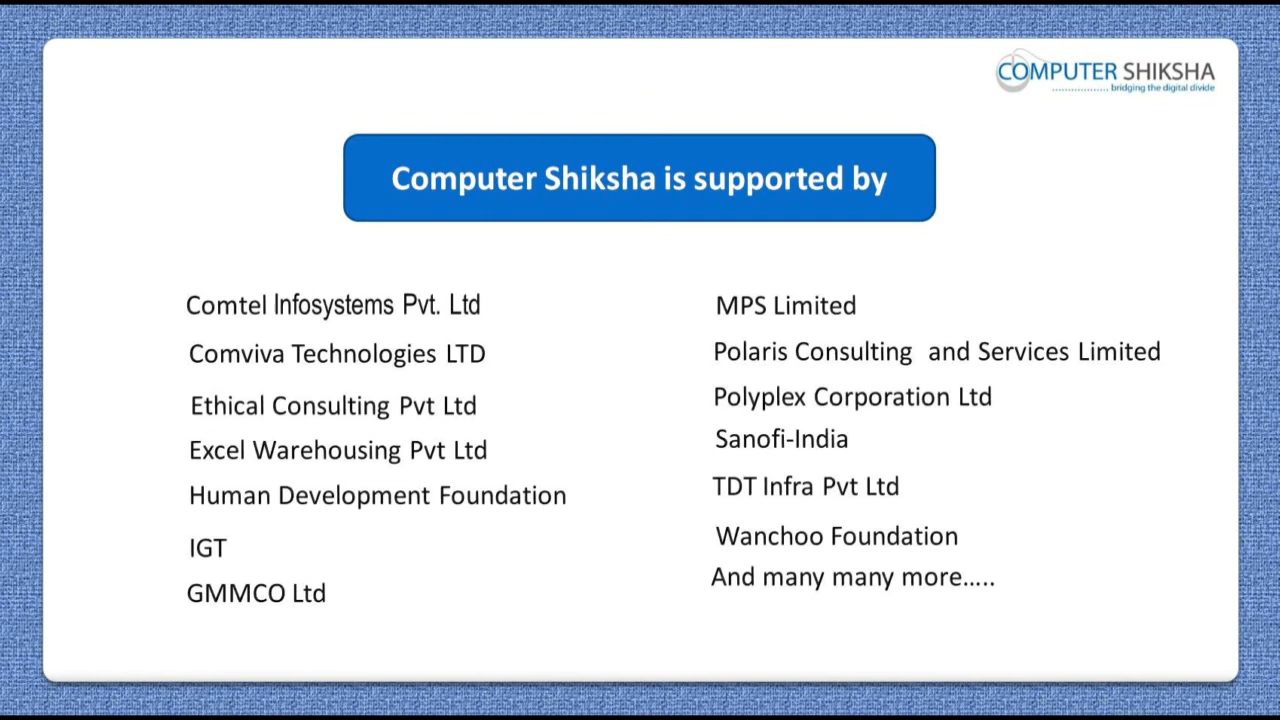 COMPUTER SHIKSHA
bridging the digital divide
Computer Shiksha is supported by
Comtel Infosystems Pvt. Ltd
Comviva Technologies LTD
Ethical Consulting Pvt Ltd
Excel Warehousing Pvt Ltd
Human Development Foundation
IGT
GMMCO Ltd
MPS Limited
Polaris Consulting and Services Limited
Polyplex Corporation Ltd
Sanofi-India
TDT Infra Pvt Ltd
Wanchoo Foundation
And many many more.....